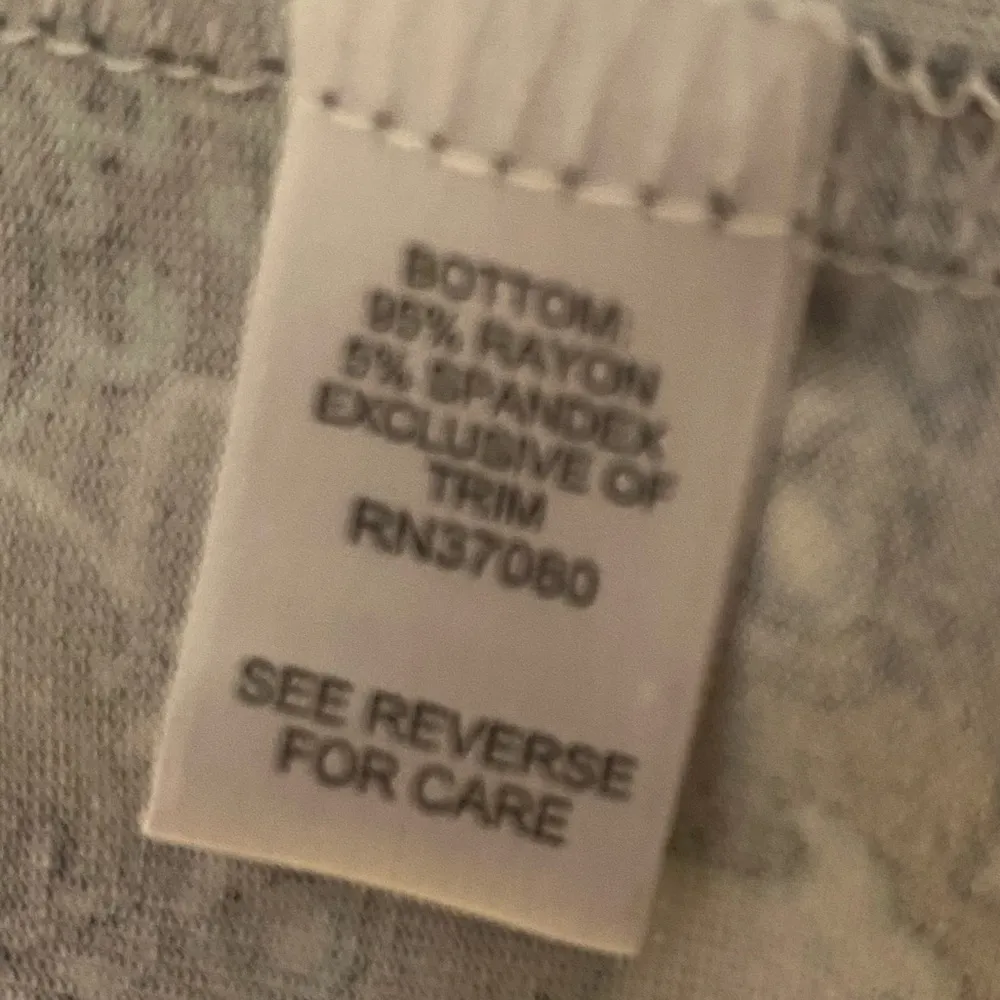 BOTTOM:
95% RAYON
5% SPANDEX
EXCLUSIVE OF
TRIM
RN37080
SEE REVERSE
FOR CARE